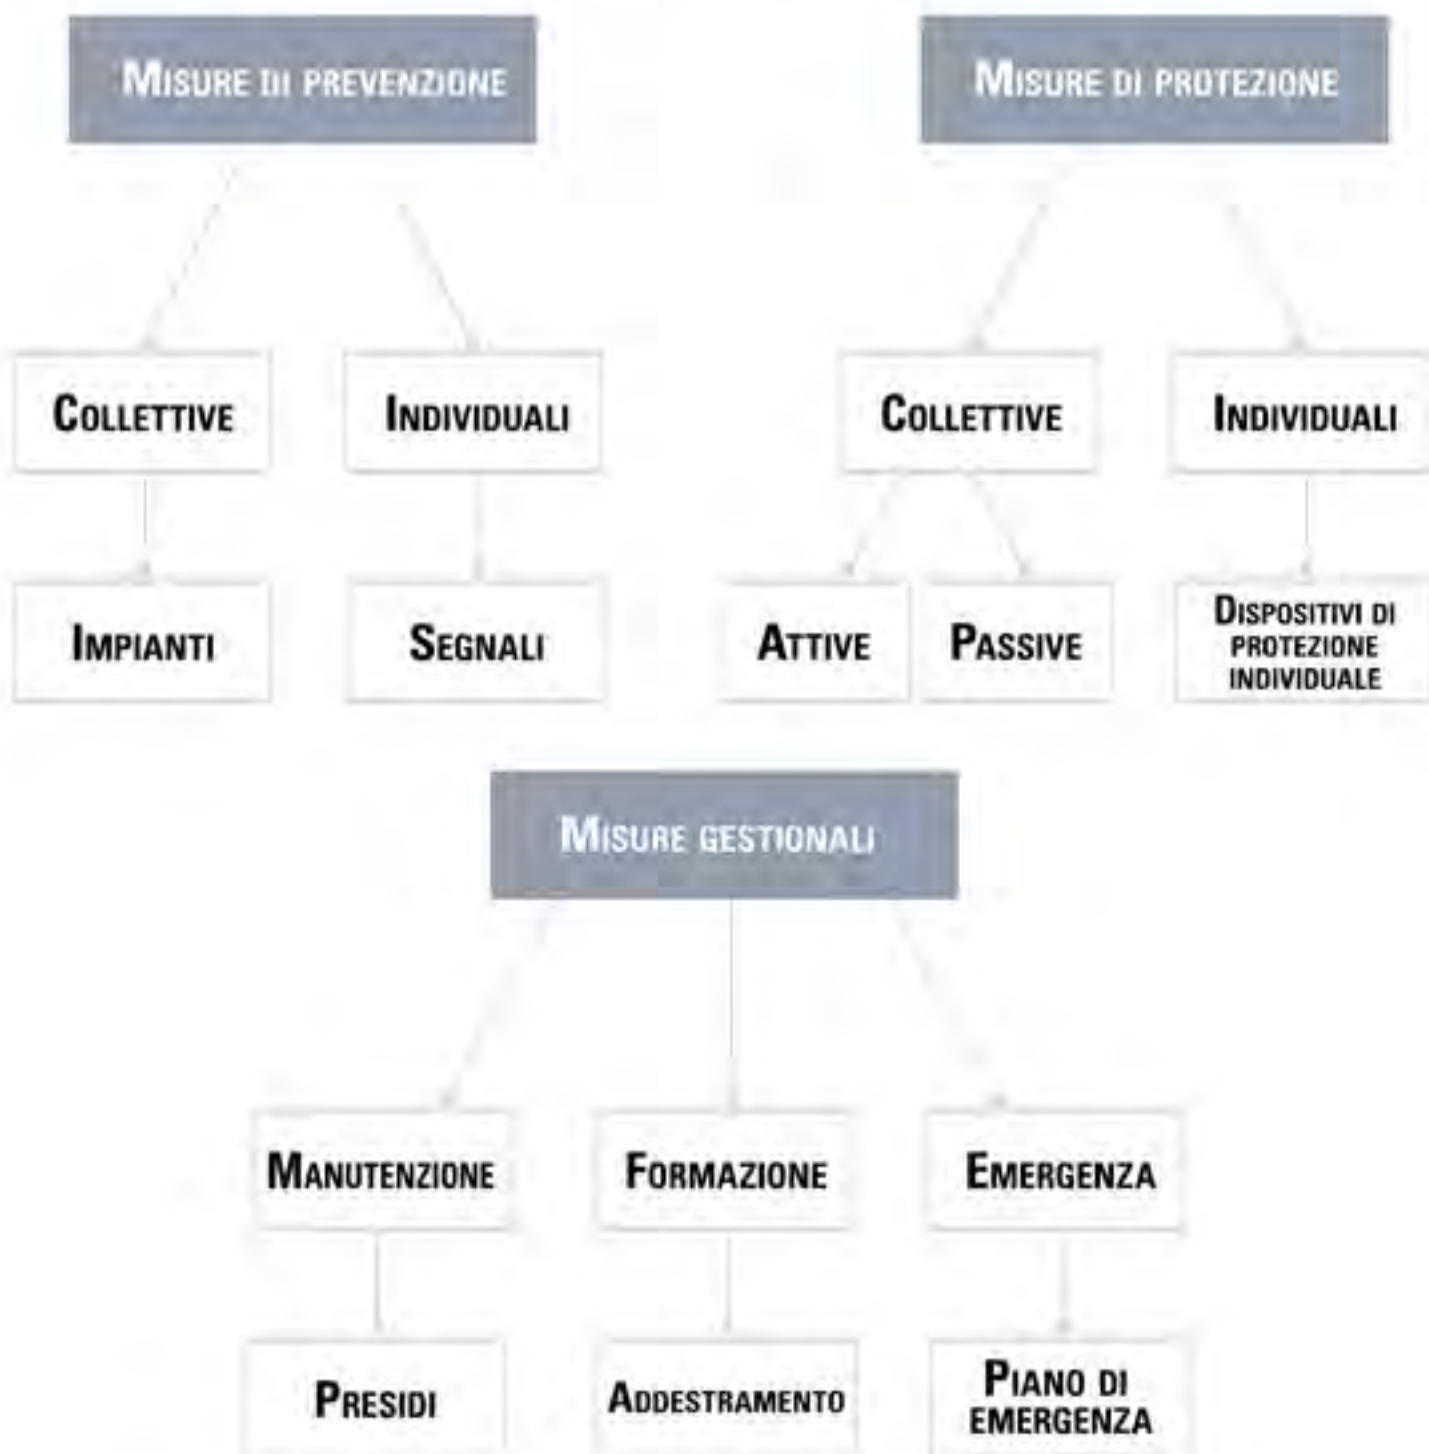 MISURE DI PREVENZIONE
MISURE DI PROTEZIONE
COLLETTIVE
INDIVIDUALI
COLLETTIVE
INDIVIDUALI
IMPIANTI
SEGNALI
ATTIVE
PASSIVE
DISPOSITIVI DI
PROTEZIONE
INDIVIDUALE
MISURE GESTIONALI
MANUTENZIONE
FORMAZIONE
EMERGENZA
PRESIDI
ADDESTRAMENTO
PIANO DI
EMERGENZA